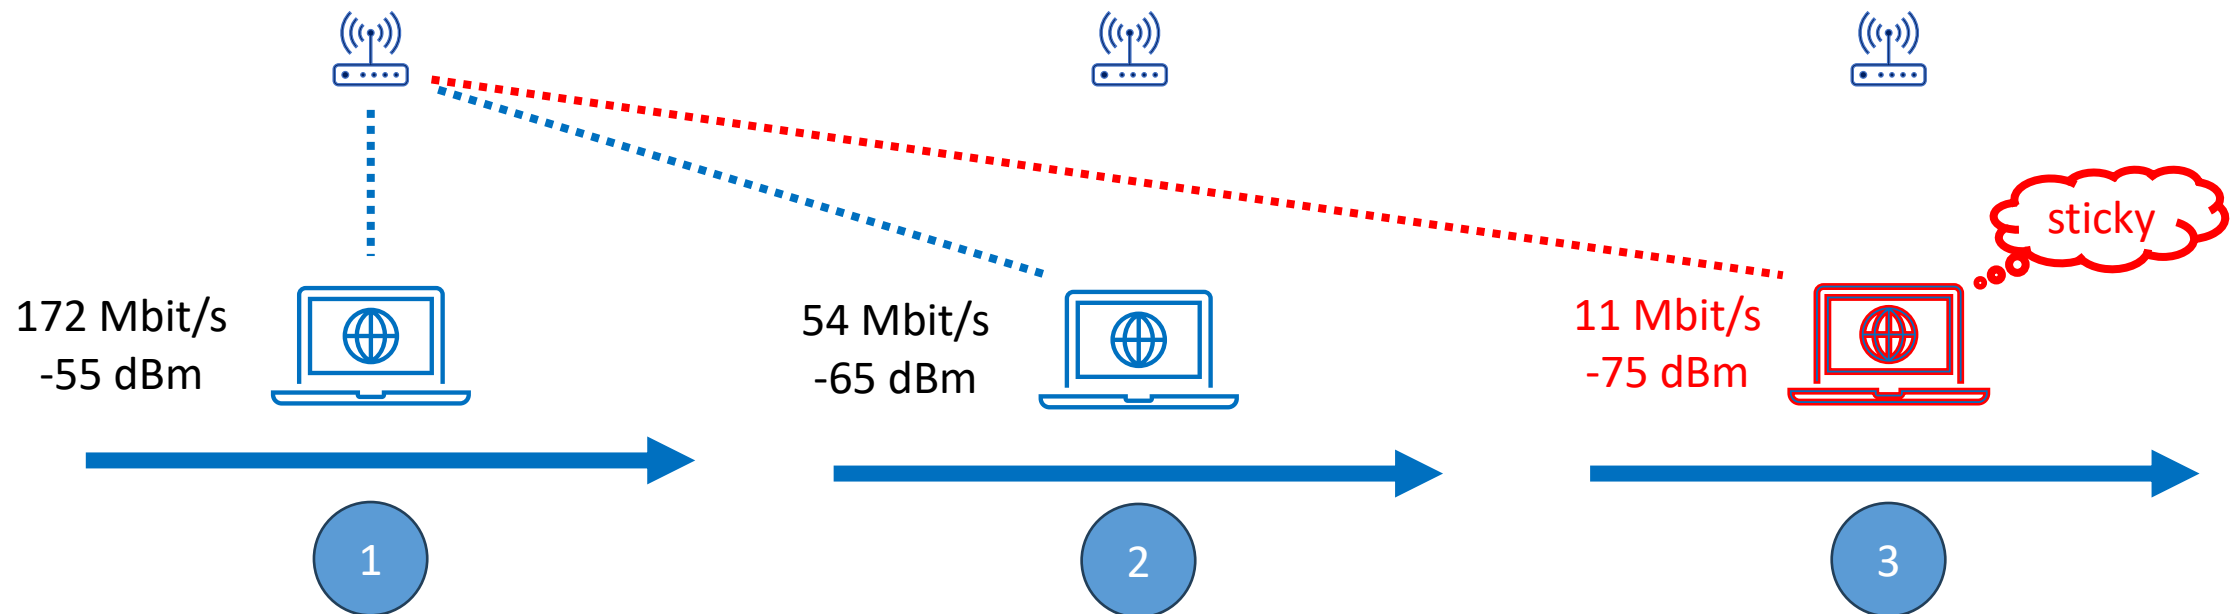 sticky
172 Mbit/s
-55 dBm
54 Mbit/s
-65 dBm
11 Mbit/s
-75 dBm
1
2
3